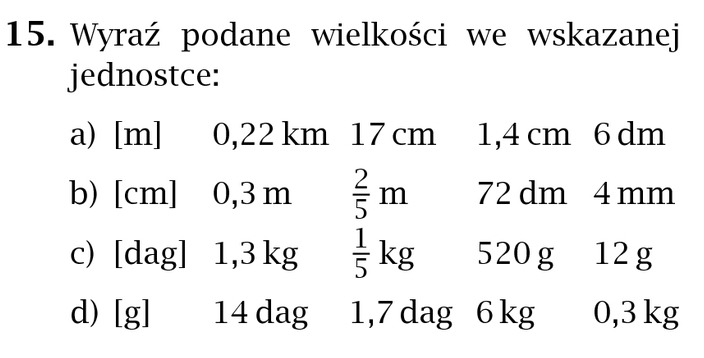 15. Wyraź podane wielkości we wskazanej
jednostce:
a) [m] 0,22 km 17 cm 1,4 cm 6 dm
b) [cm] 0,3 m 2/5 m 72 dm 4 mm
c) [dag] 1,3 kg 1/5 kg 520 g 12 g
d) [g] 14 dag 1,7 dag 6 kg 0,3 kg